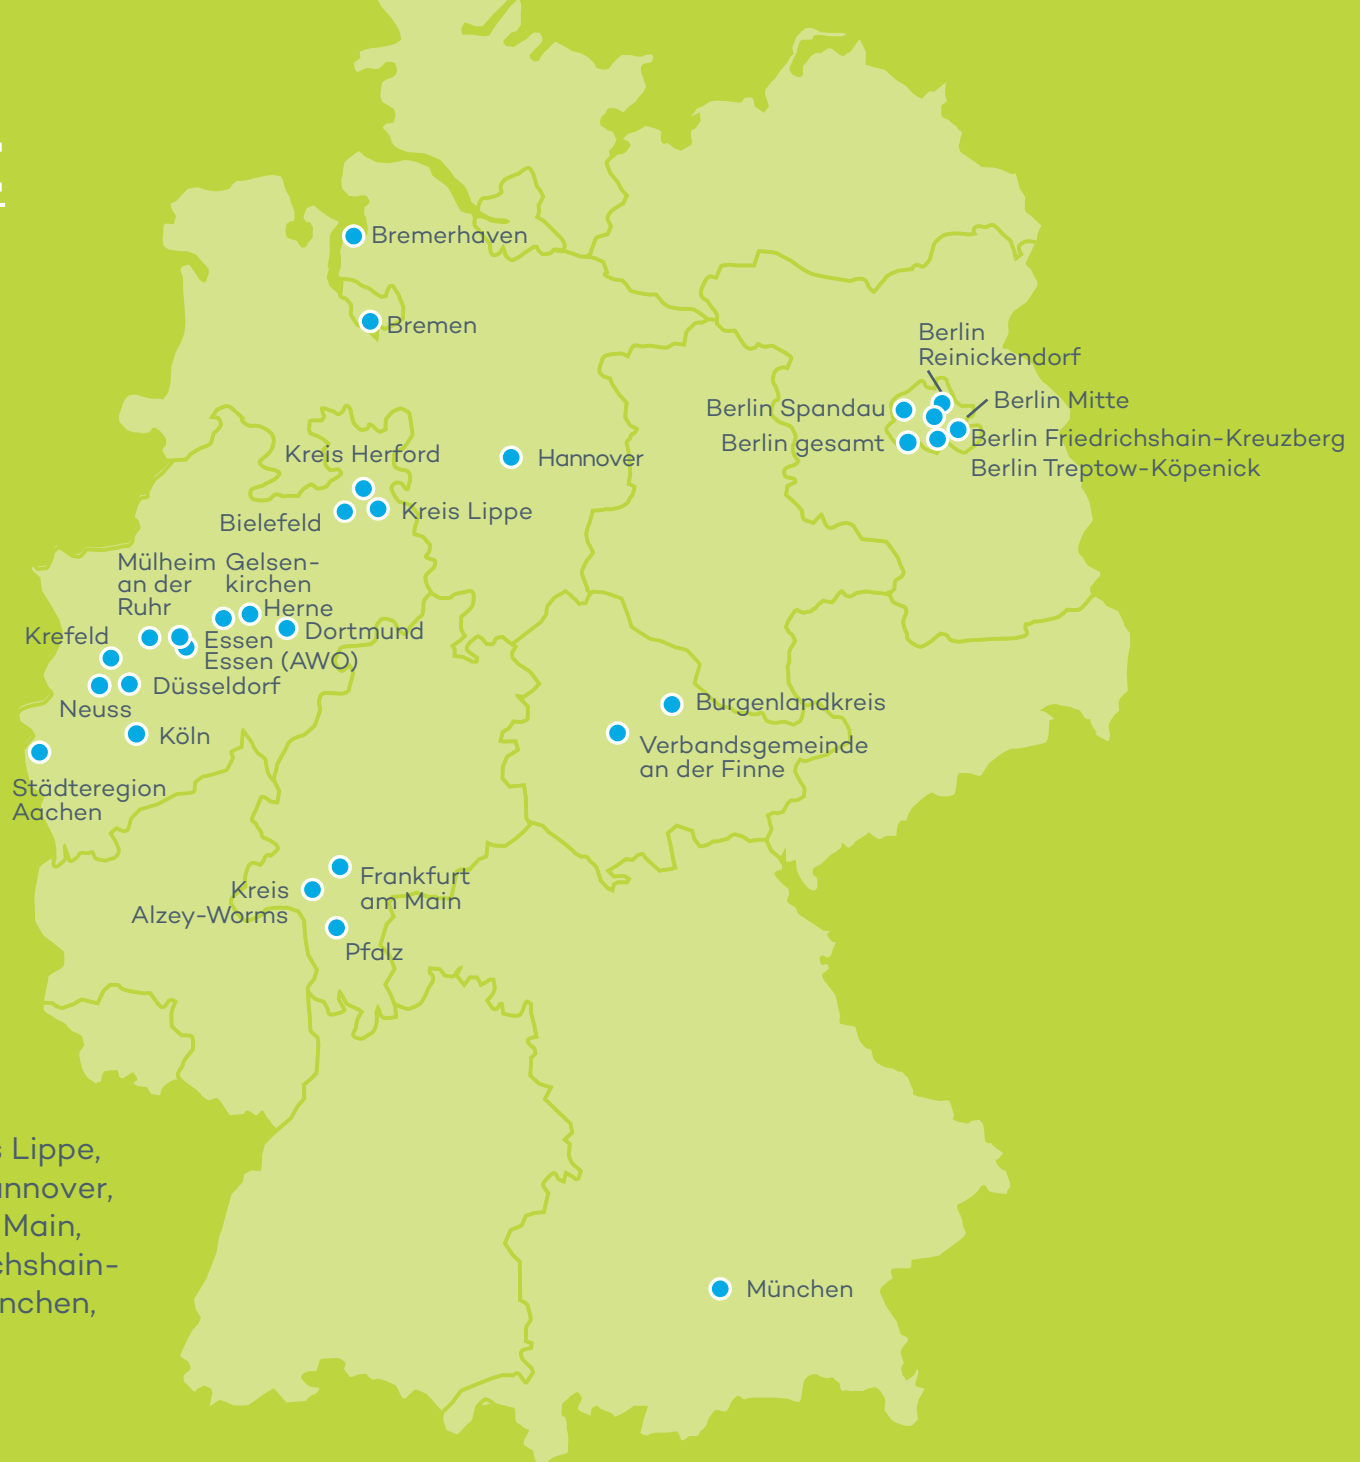 Bremerhaven
Bremen
Berlin
Reinickendorf
Berlin Spandau
Berlin Mitte
Berlin gesamt
Berlin Friedrichshain-Kreuzberg
Berlin Treptow-Köpenick
Kreis Herford
Hannover
Bielefeld
Kreis Lippe
Mülheim
an der
Ruhr
Gelsen-
kirchen
Herne
Krefeld
Essen
Dortmund
Essen (AWO)
Düsseldorf
Neuss
Köln
Städteregion
Aachen
Burgenlandkreis
Verbandsgemeinde
an der Finne
Frankfurt
am Main
Kreis
Alzey-Worms
Pfalz
s Lippe,
nnover,
Main,
chshain-
nchen,
München